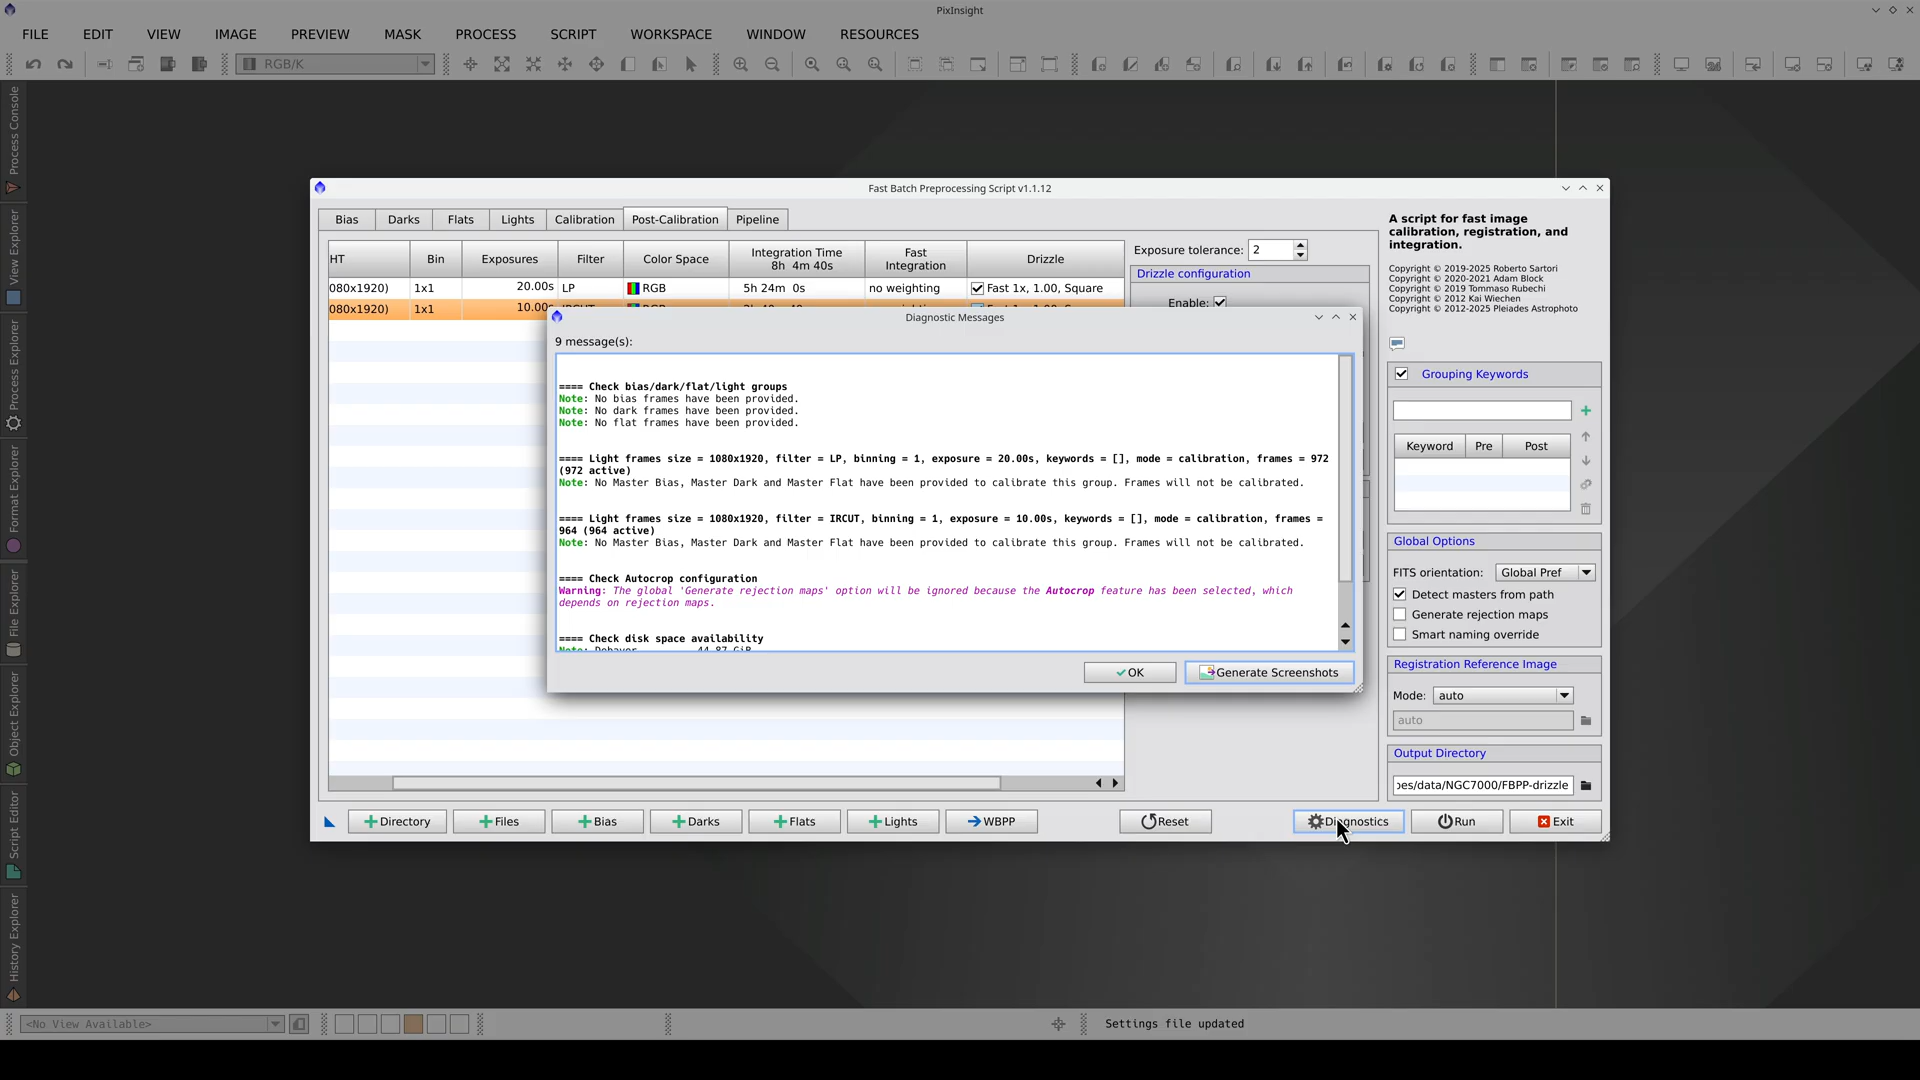 PixInsight
FILE EDIT VIEW IMAGE PREVIEW MASK PROCESS SCRIPT WORKSPACE WINDOW RESOURCES
RGB/K
Process Console
View Explorer
Process Explorer
Format Explorer
File Explorer
Object Explorer
Script Editor
History Explorer
Fast Batch Preprocessing Script v1.1.12
Bias Darks Flats Lights Calibration Post-Calibration Pipeline
HT Bin Exposures Filter Color Space Integration Time 8h 4m 40s Fast Integration Drizzle
080x1920) 1x1 20.00s LP RGB 5h 24m 0s no weighting Fast 1x, 1.00, Square
080x1920) 1x1 10.00s
Exposure tolerance: 2
Drizzle configuration
Enable:
Diagnostic Messages
9 message(s):
==== Check bias/dark/flat/light groups
Note: No bias frames have been provided.
Note: No dark frames have been provided.
Note: No flat frames have been provided.
==== Light frames size = 1080x1920, filter = LP, binning = 1, exposure = 20.00s, keywords = [], mode = calibration, frames = 972
(972 active)
Note: No Master Bias, Master Dark and Master Flat have been provided to calibrate this group. Frames will not be calibrated.
==== Light frames size = 1080x1920, filter = IRCUT, binning = 1, exposure = 10.00s, keywords = [], mode = calibration, frames =
964 (964 active)
Note: No Master Bias, Master Dark and Master Flat have been provided to calibrate this group. Frames will not be calibrated.
==== Check Autocrop configuration
Warning: The global 'Generate rejection maps' option will be ignored because the Autocrop feature has been selected, which
depends on rejection maps.
==== Check disk space availability
Note: Debayer 44.87 GiB
OK Generate Screenshots
A script for fast image
calibration, registration, and
integration.
Copyright © 2019-2025 Roberto Sartori
Copyright © 2020-2021 Adam Block
Copyright © 2019 Tommaso Rubechi
Copyright © 2012 Kai Wiechen
Copyright © 2012-2025 Pleiades Astrophoto
Grouping Keywords
Keyword Pre Post
Global Options
FITS orientation: Global Pref
Detect masters from path
Generate rejection maps
Smart naming override
Registration Reference Image
Mode: auto
auto
Output Directory
oes/data/NGC7000/FBPP-drizzle
Directory Files Bias Darks Flats Lights WBPP Reset Diagnostics Run Exit
<No View Available>
Settings file updated